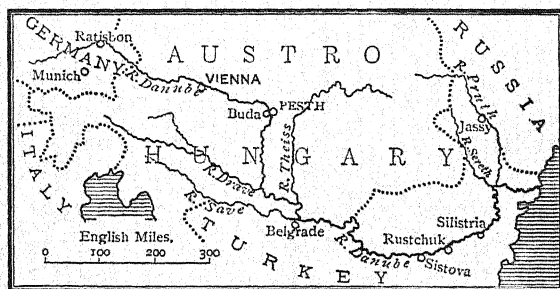 GERMANY
Ratisbon
Munich
R. Danube
VIENNA
AUSTRO
HUNGARY
RUSSIA
R. Pruth
Jassy
R. Sereth
Buda
PESTH
R. Theiss
ITALY
R. Drave
R. Save
TURKEY
Belgrade
R. Danube
Rustchuk
Silistria
Sistova
English Miles.
0 100 200 300